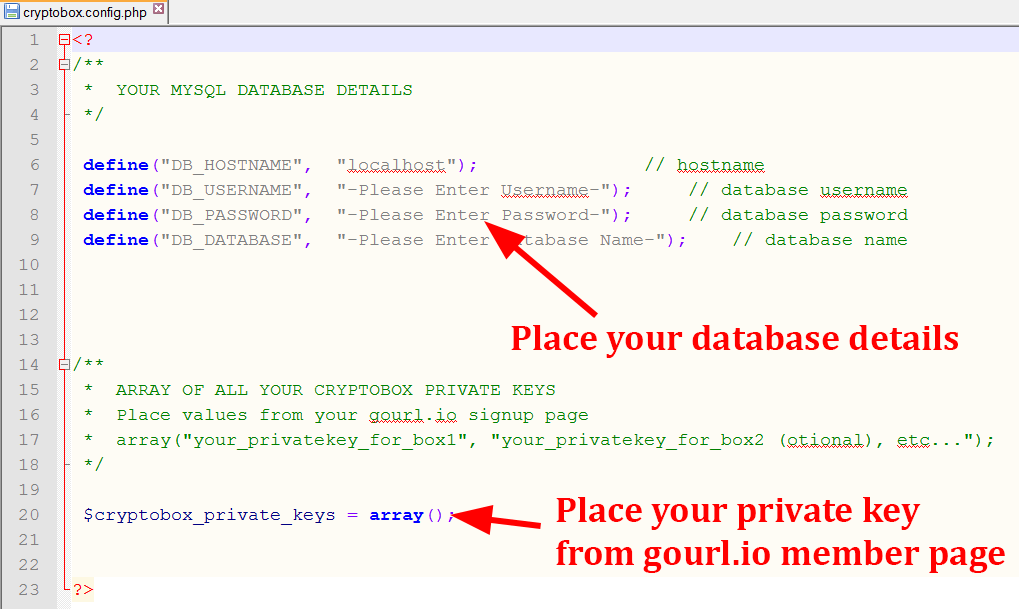 cryptobox.config.php
1 <?
2 /**
3 * YOUR MYSQL DATABASE DETAILS
4 */
5
6 define("DB_HOSTNAME", "localhost"); // hostname
7 define("DB_USERNAME", "-Please Enter Username-"); // database username
8 define("DB_PASSWORD", "-Please Enter Password-"); // database password
9 define("DB_DATABASE", "-Please Enter tabase Name-"); // database name
10
11
12
Place your database details
13
14 /**
15 * ARRAY OF ALL YOUR CRYPTOBOX PRIVATE KEYS
16 * Place values from your gourl.io signup page
17 * array("your_privatekey_for_box1", "your_privatekey_for_box2 (otional), etc...");
18 */
19
20 $cryptobox_private_keys = array();
Place your private key
from gourl.io member page
21
22
23 ?>